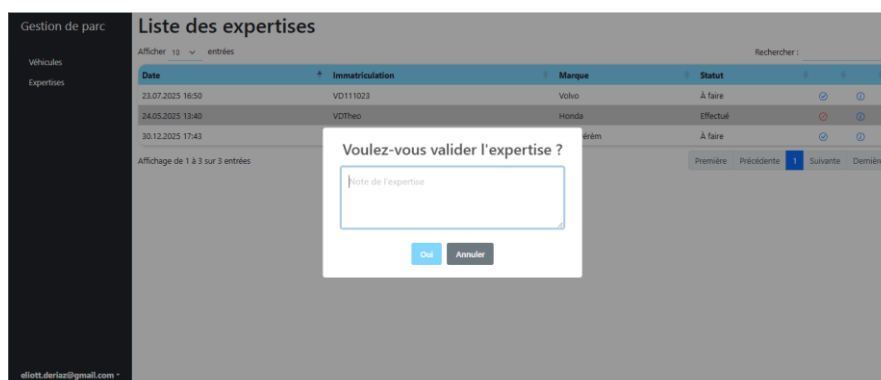 Gestion de parc
Liste des expertises
Afficher 10 entrées
Rechercher :
Véhicules
Expertises
Date Immatriculation Marque Statut
23.07.2025 16:50 VD111023 Volvo À faire
24.05.2025 13:40 VDTheo Honda Effectué
30.12.2025 17:43 À faire
Affichage de 1 à 3 sur 3 entrées
Première Précédente 1 Suivante
Voulez-vous valider l'expertise ?
Note de l'expertise
Oui Annuler
eliott.deriaz@gmail.com